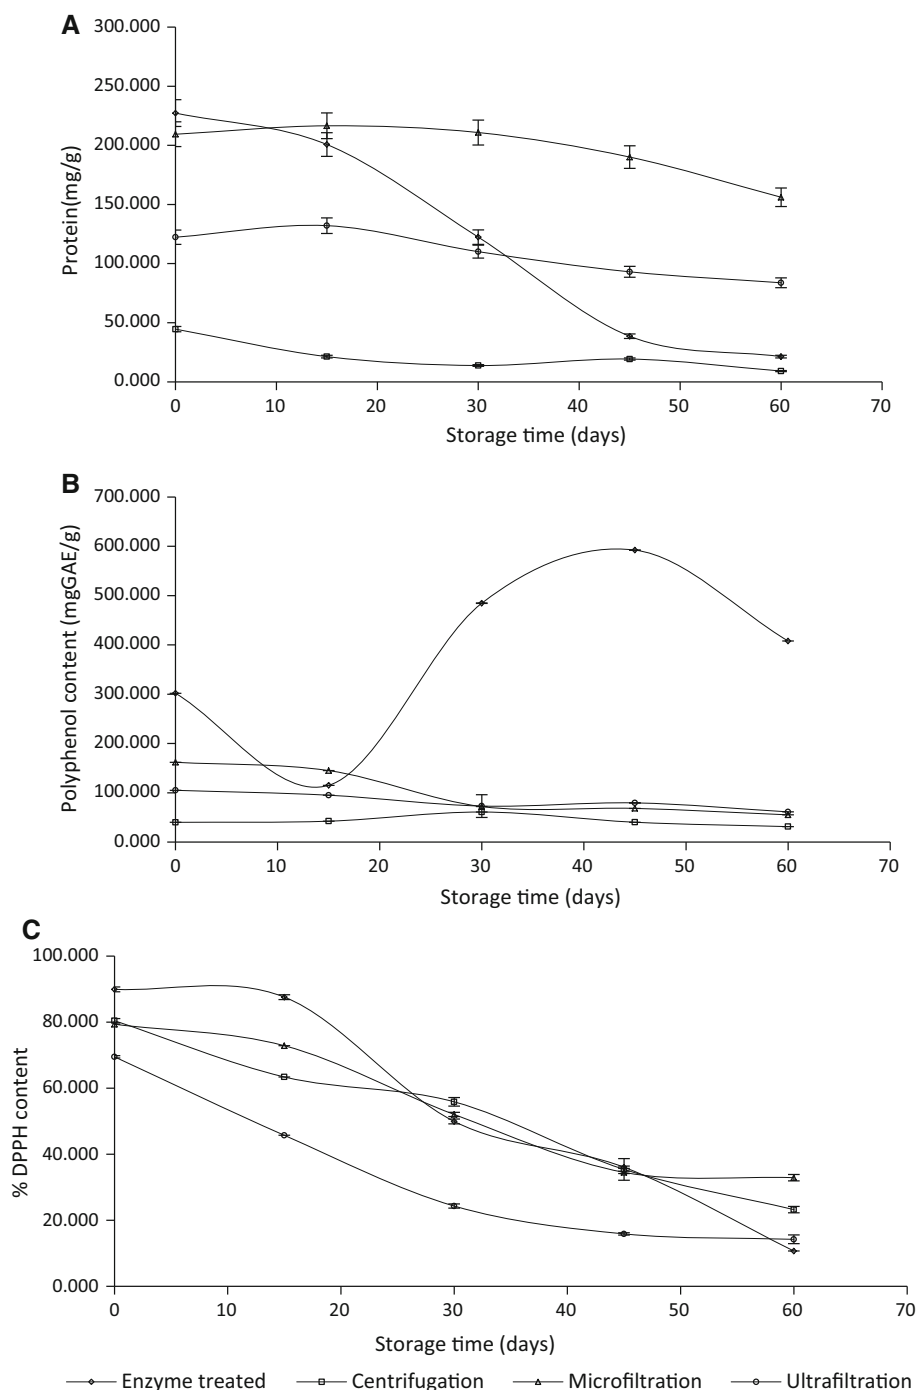 A
300.000
250.000
200.000
150.000
100.000
50.000
0.000
Protein(mg/g)
0 10 20 30 40 50 60 70
Storage time (days)
B
700.000
600.000
500.000
400.000
300.000
200.000
100.000
0.000
Polyphenol content (mgGAE/g)
0 10 20 30 40 50 60 70
Storage time (days)
C
100.000
80.000
60.000
40.000
20.000
0.000
% DPPH content
0 10 20 30 40 50 60 70
Storage time (days)
Enzyme treated Centrifugation Microfiltration Ultrafiltration